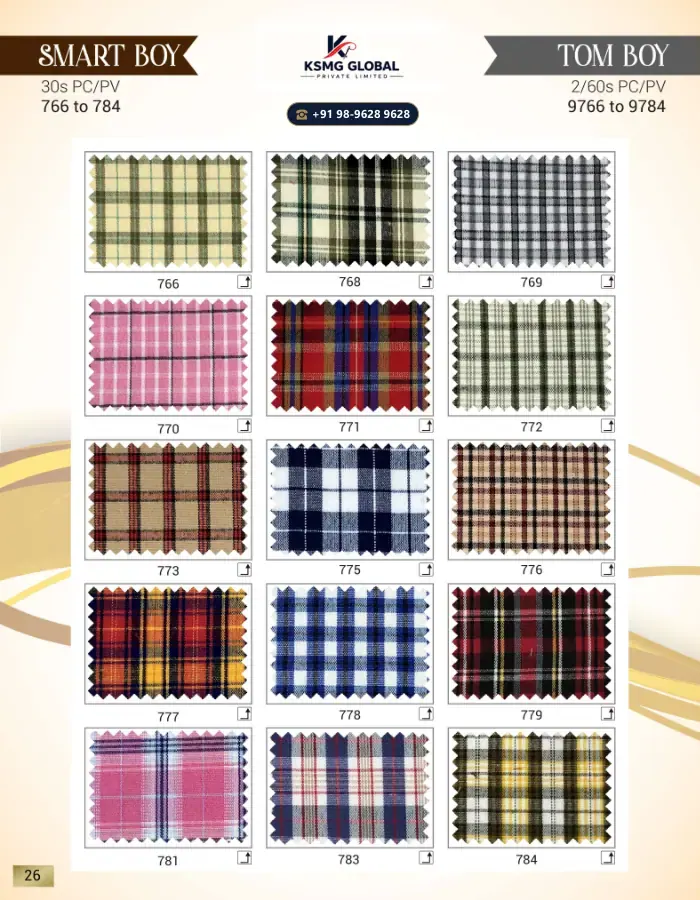 SMART BOY
30s PC/PV
766 to 784
KSMG GLOBAL
PRIVATE LIMITED
+91 98-9628 9628
TOM BOY
2/60s PC/PV
9766 to 9784
766
768
769
770
771
772
773
775
776
777
778
779
781
783
784
26